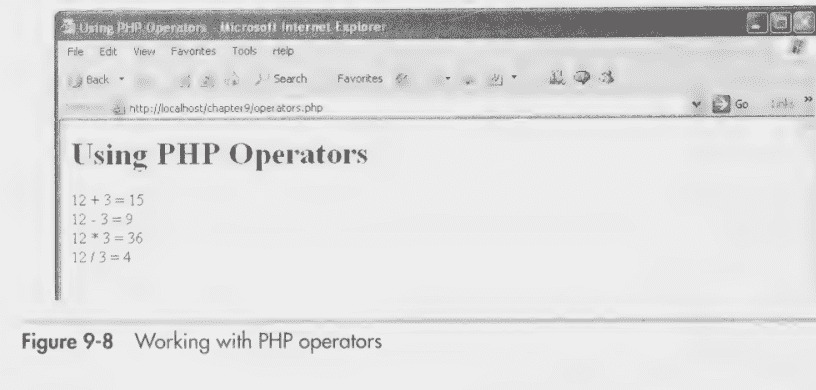 Using PHP Operators - Microsoft Internet Explorer
File Edit View Favorites Tools Help
Back Search Favorites
http://localhost/chapter9/operators.php Go Links »
Using PHP Operators
12 + 3 = 15
12 - 3 = 9
12 * 3 = 36
12 / 3 = 4
Figure 9-8 Working with PHP operators